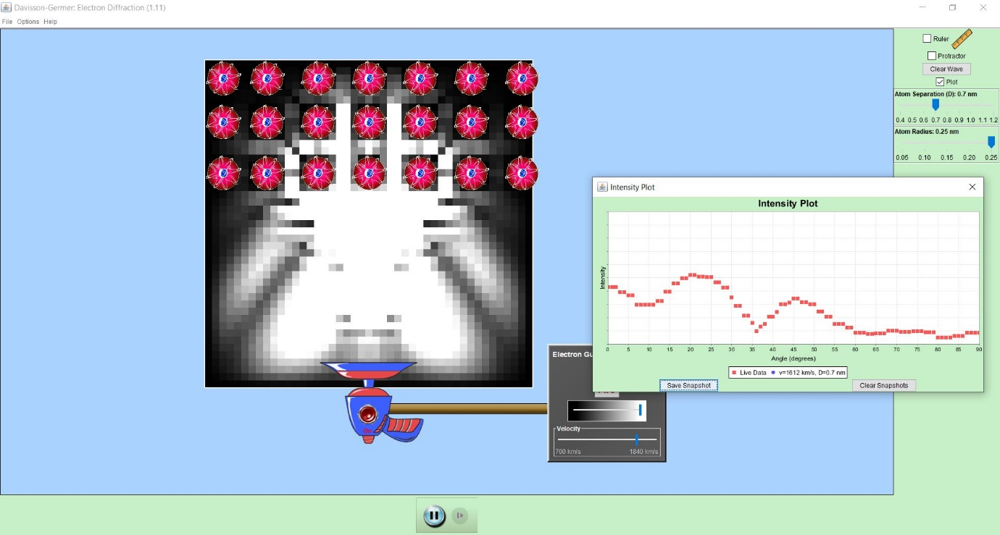 Davisson-Germer: Electron Diffraction (1.11)
File Options Help
Ruler
Protractor
Clear Wave
Plot
Atom Separation (D): 0.7 nm
0.4 0.5 0.6 0.7 0.8 0.9 1.0 1.1 1.2
Atom Radius: 0.25 nm
0.05 0.10 0.15 0.20 0.25
Intensity Plot
Intensity Plot
Intensity
0 5 10 15 20 25 30 35 40 45 50 55 60 65 70 75 80 85 90
Angle (degrees)
Live Data v=1612 km/s, D=0.7 nm
Save Snapshot Clear Snapshots
Electron Gu
Velocity
700 km/s 1840 km/s
On